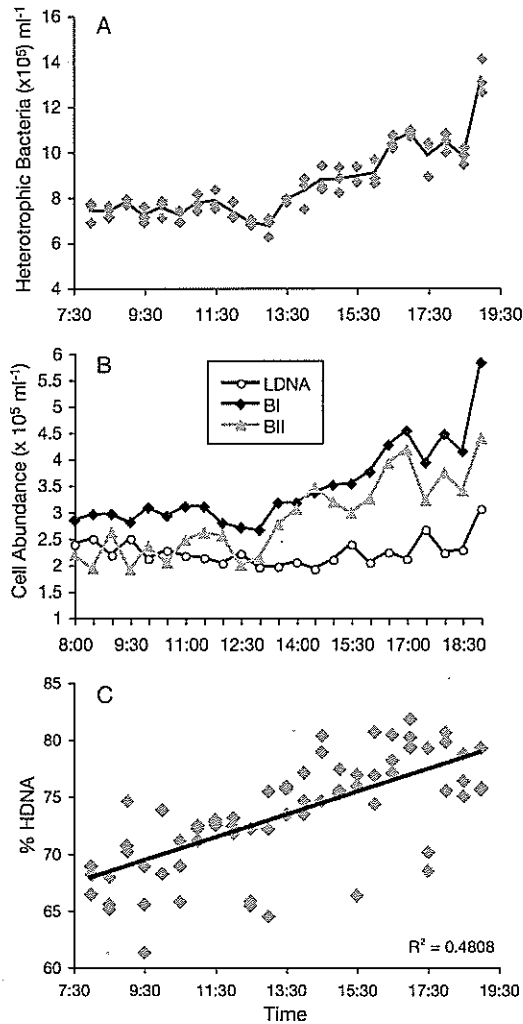 A
Heterotrophic Bacteria (x10⁵) ml⁻¹
16
14
12
10
8
6
4
7:30 9:30 11:30 13:30 15:30 17:30 19:30
B
Cell Abundance (x 10⁵ ml⁻¹)
6
5.5
5
4.5
4
3.5
3
2.5
2
1.5
1
LDNA
BI
BII
8:00 9:30 11:00 12:30 14:00 15:30 17:00 18:30
C
% HDNA
85
80
75
70
65
60
R² = 0.4808
7:30 9:30 11:30 13:30 15:30 17:30 19:30
Time